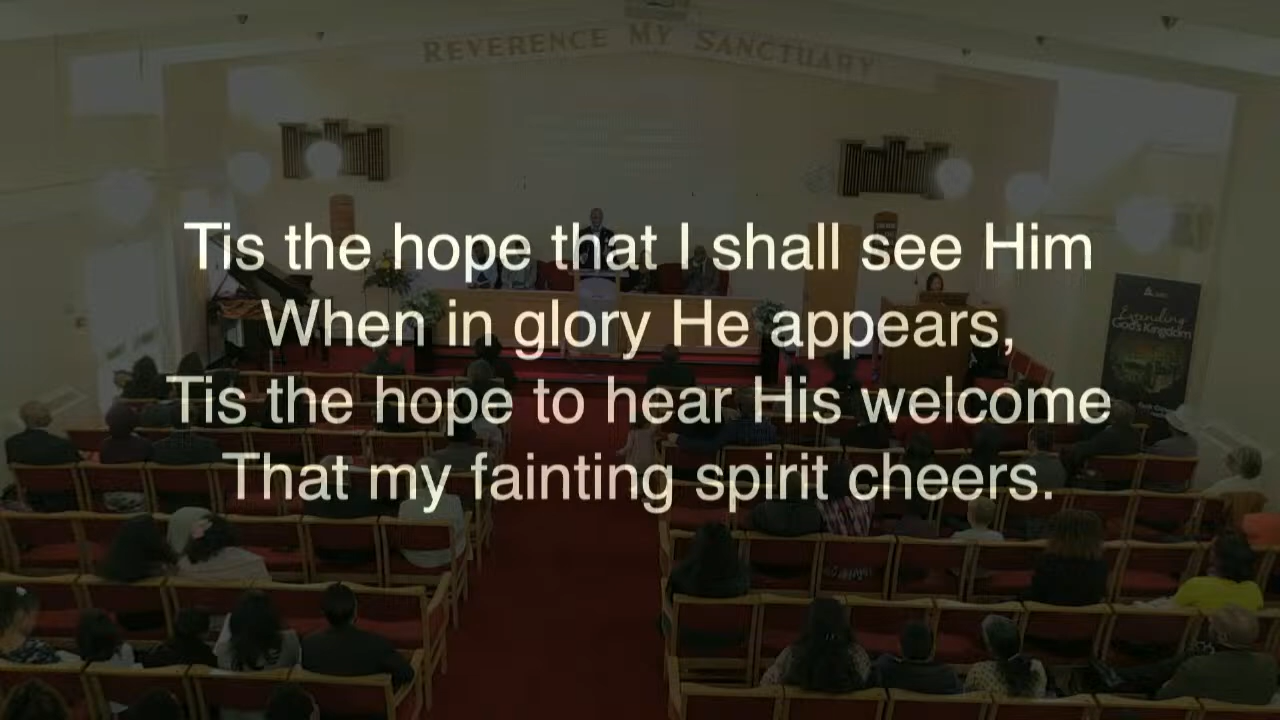 REVERENCE MY SANCTUARY
Tis the hope that I shall see Him
When in glory He appears,
Tis the hope to hear His welcome
That my fainting spirit cheers.
Expanding
God's Kingdom